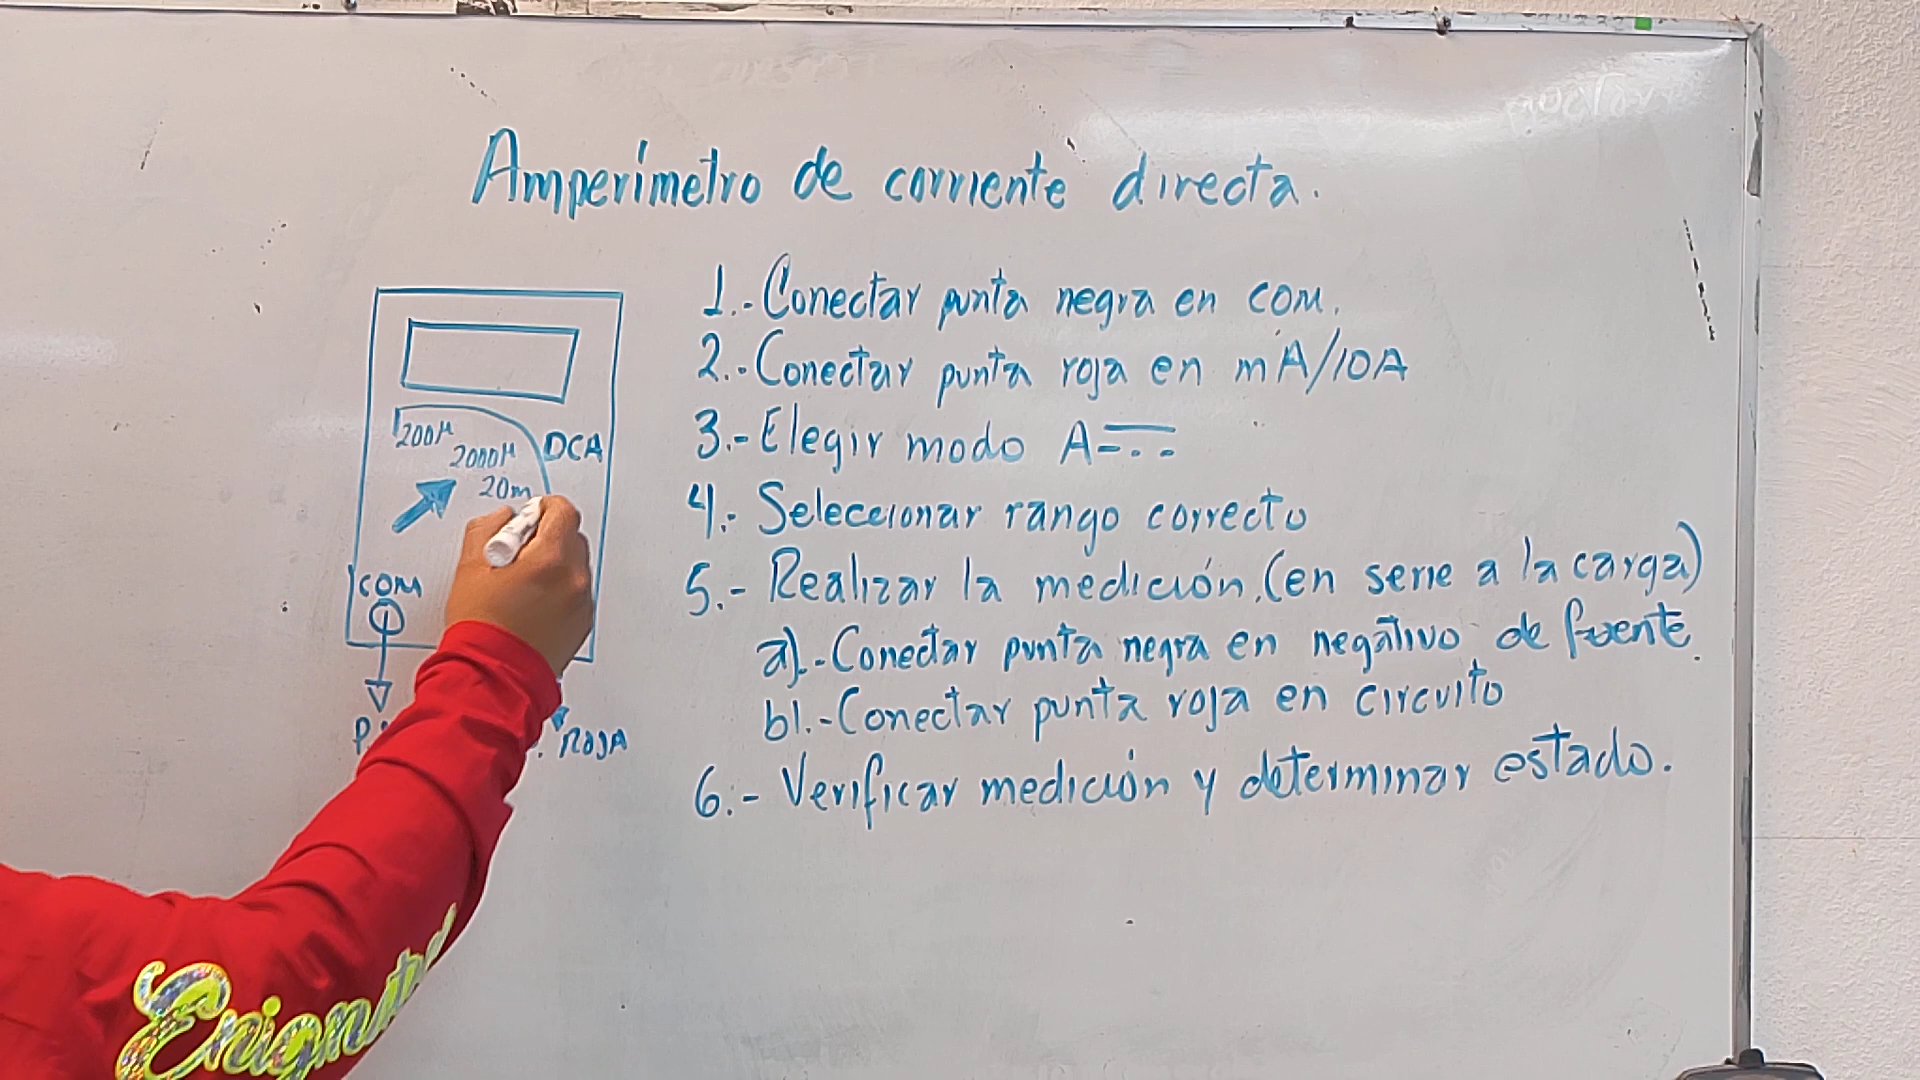 Amperímetro de corriente directa.
1.- Conectar punta negra en COM.
2.- Conectar punta roja en mA/10A
3.- Elegir modo A
4.- Seleccionar rango correcto
5.- Realizar la medición. (en serie a la carga)
a).- Conectar punta negra en negativo de fuente.
b).- Conectar punta roja en circuito
6.- Verificar medición y determinar estado.
200µ
2000µ
20m
DCA
COM
P.
ROJA